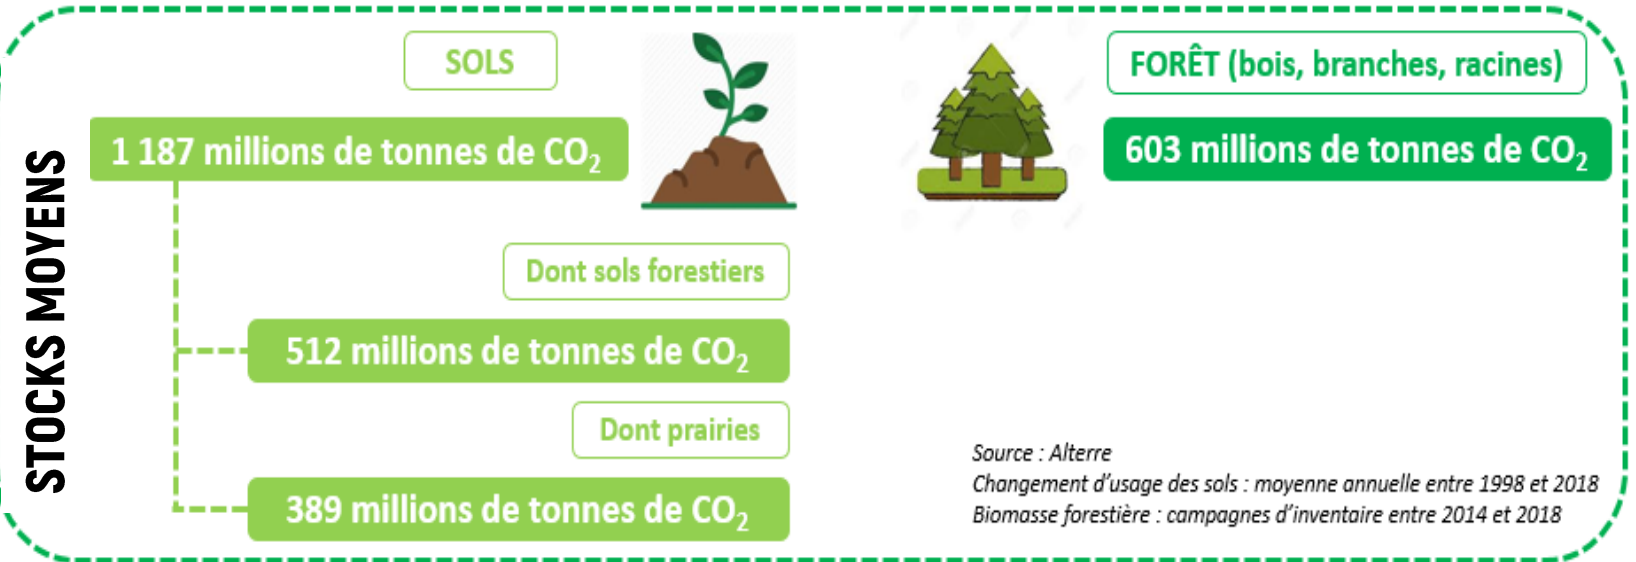 STOCKS MOYENS
SOLS
1 187 millions de tonnes de CO₂
Dont sols forestiers
512 millions de tonnes de CO₂
Dont prairies
389 millions de tonnes de CO₂
FORÊT (bois, branches, racines)
603 millions de tonnes de CO₂
Source : Alterre
Changement d'usage des sols : moyenne annuelle entre 1998 et 2018
Biomasse forestière : campagnes d'inventaire entre 2014 et 2018